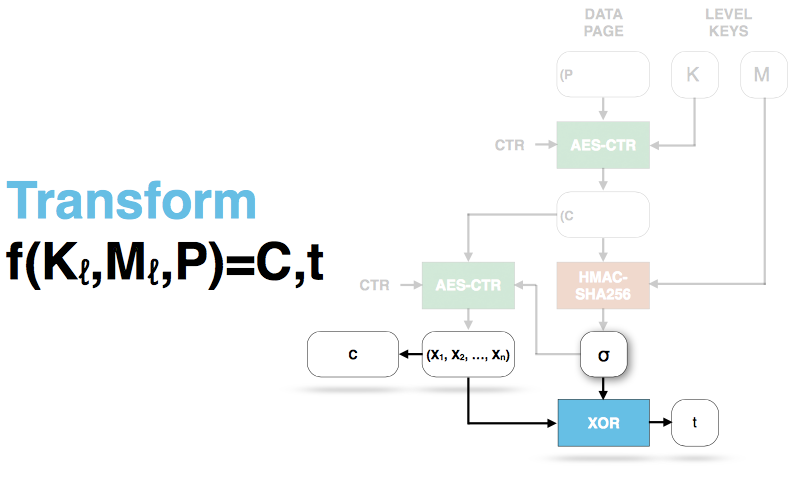 DATA
PAGE
LEVEL
KEYS
(P
K
M
CTR
AES-CTR
(C
Transform
f(Kℓ,Mℓ,P)=C,t
CTR
AES-CTR
HMAC-
SHA256
C
(X₁, X₂, ..., Xₙ)
σ
XOR
t